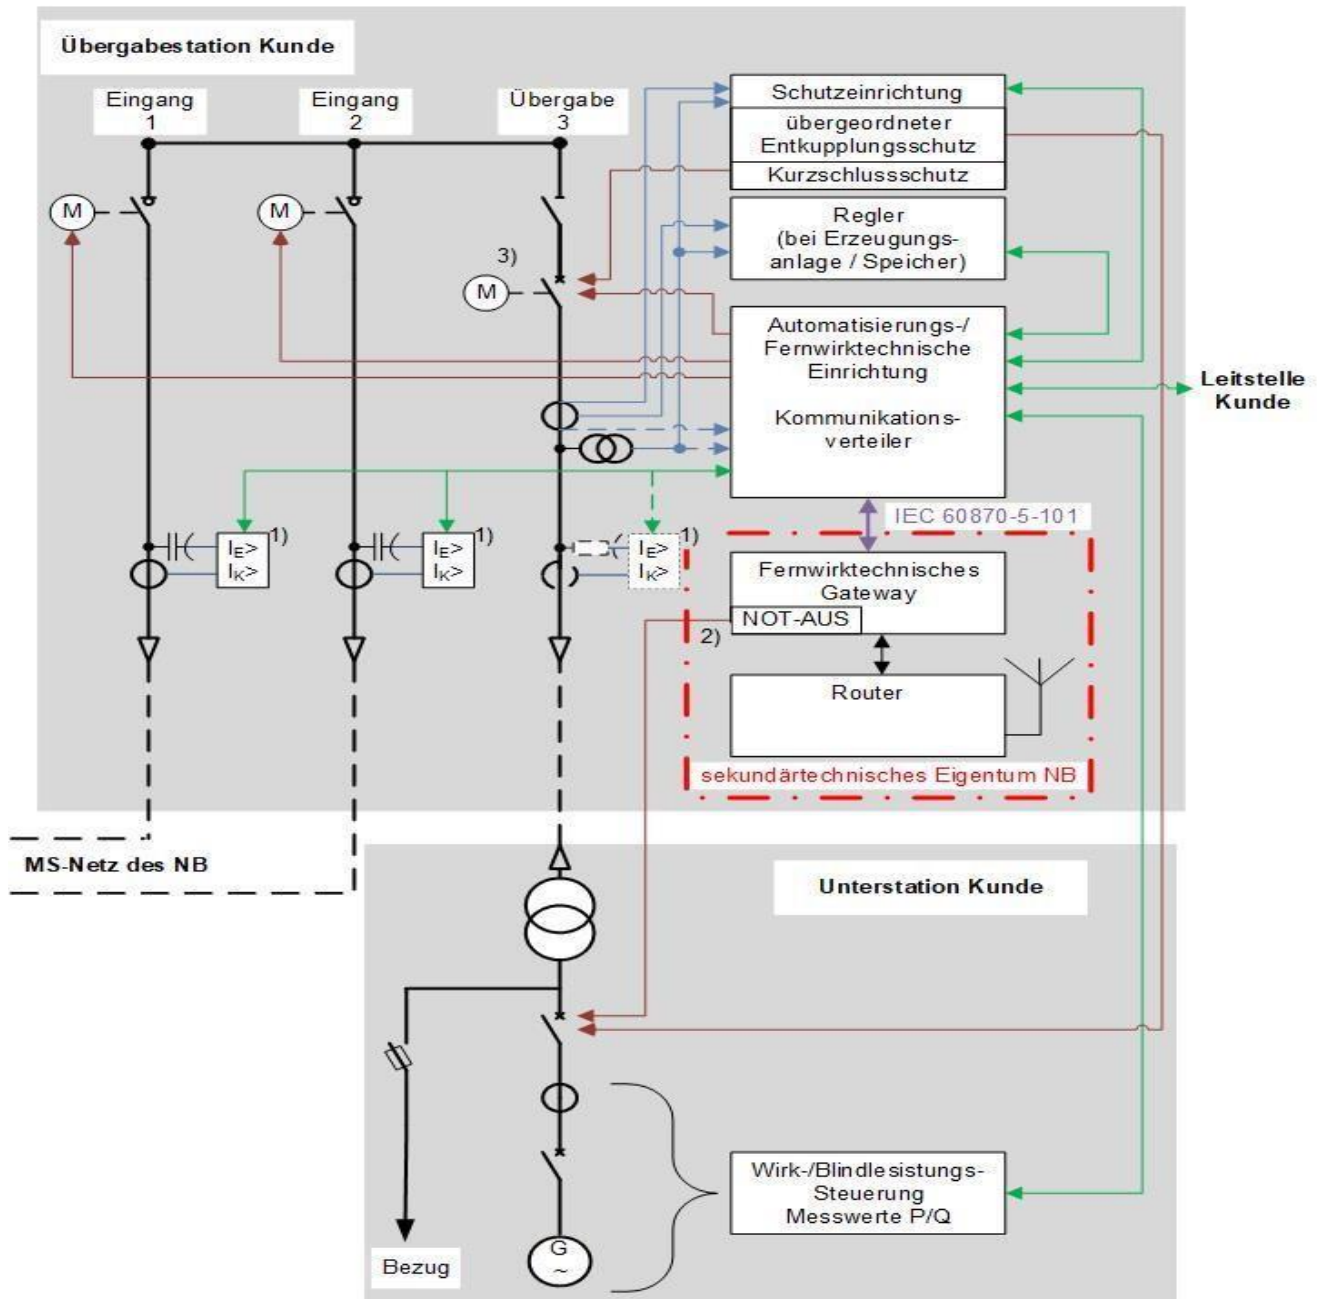 Übergabestation Kunde
Eingang
1
Eingang
2
Übergabe
3
Schutzeinrichtung
übergeordneter
Entkupplungsschutz
Kurzschlussschutz
M
M
3)
M
Regler
(bei Erzeugungs-
anlage / Speicher)
Automatisierungs-/
Fernwirktechnische
Einrichtung
Kommunikations-
verteiler
Leitstelle
Kunde
IEC 60870-5-101
IE>
IK>
1)
IE>
IK>
1)
IE>
IK>
1)
Fernwirktechnisches
Gateway
NOT-AUS
2)
Router
sekundärtechnisches Eigentum NB
MS-Netz des NB
Unterstation Kunde
Wirk-/Blindlesistungs-
Steuerung
Messwerte P/Q
G
~
Bezug